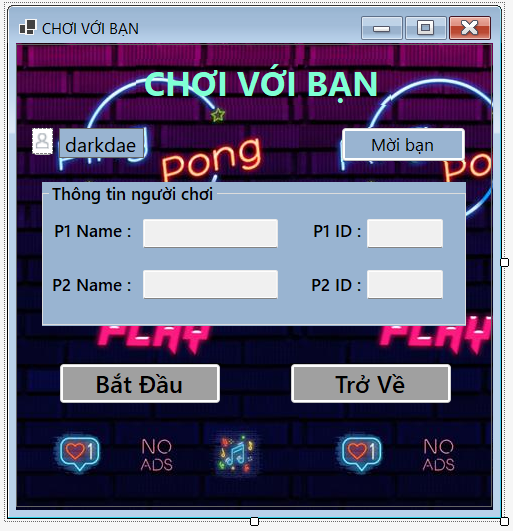 CHƠI VỚI BẠN
CHƠI VỚI BẠN
Ping
Pong
darkdae
Mời bạn
Thông tin người chơi
P1 Name :
P1 ID :
P2 Name :
P2 ID :
PLAY
PLAY
Bắt Đầu
Trở Về
1
NO
ADS
1
NO
ADS